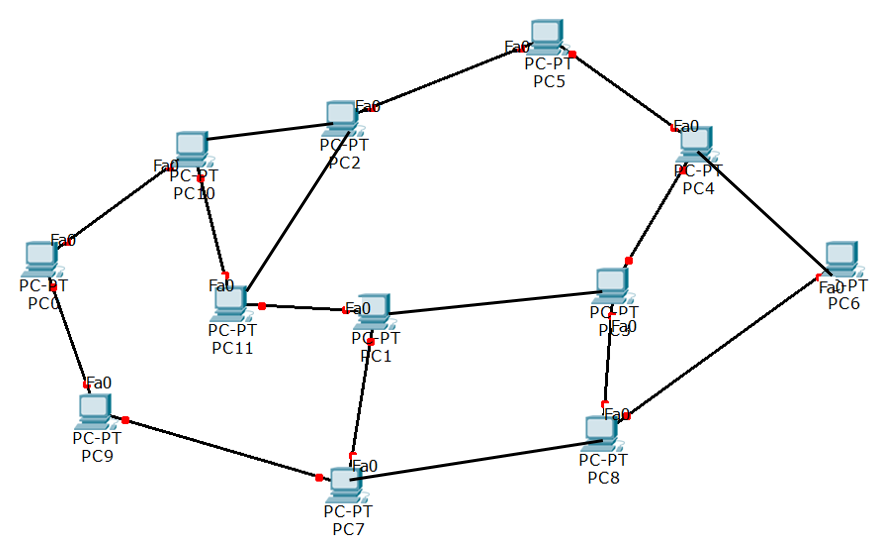 Fa0
PC-PT
PC5
Fa0
PC-PT
PC2
Fa0
PC-PT
PC4
Fa0
PC-PT
PC10
Fa0
PC-PT
PC0
Fa0
PC-PT
PC6
Fa0
PC-PT
PC11
Fa0
PC-PT
PC1
PC-PT
PC3
Fa0
Fa0
PC-PT
PC9
Fa0
PC-PT
PC8
Fa0
PC-PT
PC7